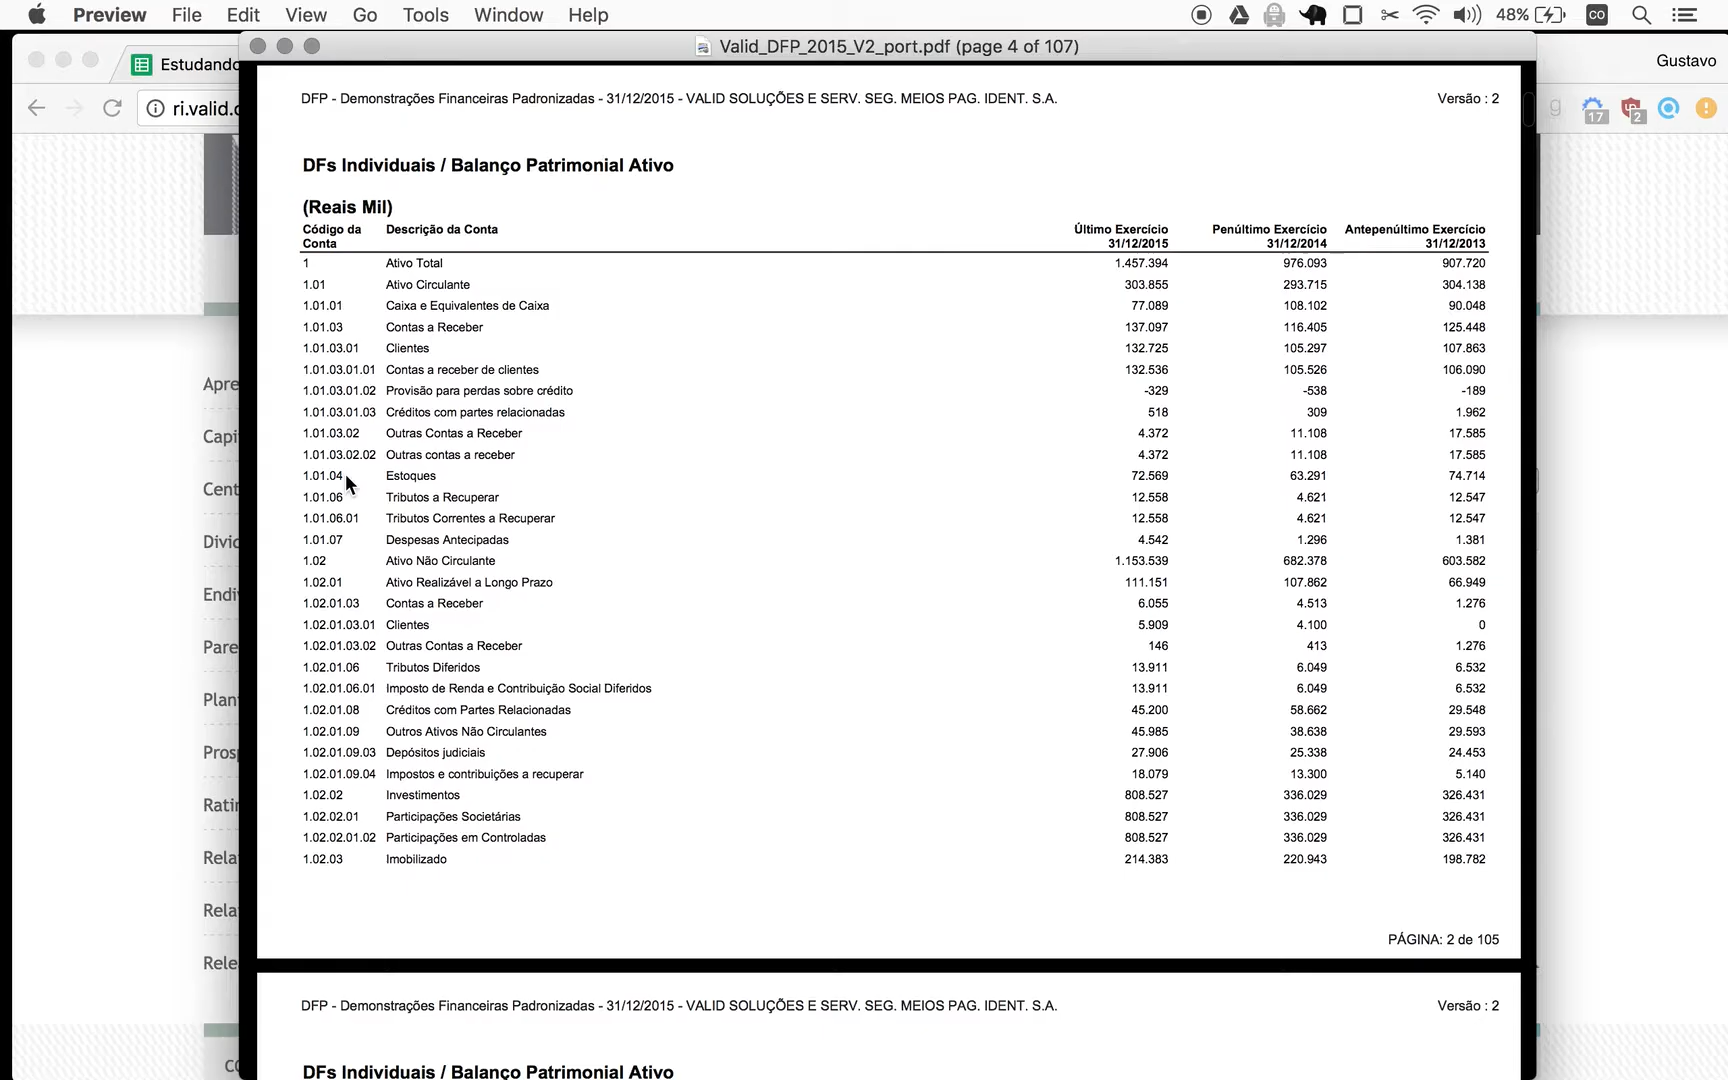 Preview File Edit View Go Tools Window Help 48% CO
Valid_DFP_2015_V2_port.pdf (page 4 of 107)
Estudando Gustavo
ri.valid.c 17 2
DFP - Demonstrações Financeiras Padronizadas - 31/12/2015 - VALID SOLUÇÕES E SERV. SEG. MEIOS PAG. IDENT. S.A. Versão : 2
DFs Individuais / Balanço Patrimonial Ativo
(Reais Mil)
Código da Conta Descrição da Conta Último Exercício 31/12/2015 Penúltimo Exercício 31/12/2014 Antepenúltimo Exercício 31/12/2013
1 Ativo Total 1.457.394 976.093 907.720
1.01 Ativo Circulante 303.855 293.715 304.138
1.01.01 Caixa e Equivalentes de Caixa 77.089 108.102 90.048
1.01.03 Contas a Receber 137.097 116.405 125.448
1.01.03.01 Clientes 132.725 105.297 107.863
1.01.03.01.01 Contas a receber de clientes 132.536 105.526 106.090
1.01.03.01.02 Provisão para perdas sobre crédito -329 -538 -189
1.01.03.01.03 Créditos com partes relacionadas 518 309 1.962
1.01.03.02 Outras Contas a Receber 4.372 11.108 17.585
1.01.03.02.02 Outras contas a receber 4.372 11.108 17.585
1.01.04 Estoques 72.569 63.291 74.714
1.01.06 Tributos a Recuperar 12.558 4.621 12.547
1.01.06.01 Tributos Correntes a Recuperar 12.558 4.621 12.547
1.01.07 Despesas Antecipadas 4.542 1.296 1.381
1.02 Ativo Não Circulante 1.153.539 682.378 603.582
1.02.01 Ativo Realizável a Longo Prazo 111.151 107.862 66.949
1.02.01.03 Contas a Receber 6.055 4.513 1.276
1.02.01.03.01 Clientes 5.909 4.100 0
1.02.01.03.02 Outras Contas a Receber 146 413 1.276
1.02.01.06 Tributos Diferidos 13.911 6.049 6.532
1.02.01.06.01 Imposto de Renda e Contribuição Social Diferidos 13.911 6.049 6.532
1.02.01.08 Créditos com Partes Relacionadas 45.200 58.662 29.548
1.02.01.09 Outros Ativos Não Circulantes 45.985 38.638 29.593
1.02.01.09.03 Depósitos judiciais 27.906 25.338 24.453
1.02.01.09.04 Impostos e contribuições a recuperar 18.079 13.300 5.140
1.02.02 Investimentos 808.527 336.029 326.431
1.02.02.01 Participações Societárias 808.527 336.029 326.431
1.02.02.01.02 Participações em Controladas 808.527 336.029 326.431
1.02.03 Imobilizado 214.383 220.943 198.782
PÁGINA: 2 de 105
DFP - Demonstrações Financeiras Padronizadas - 31/12/2015 - VALID SOLUÇÕES E SERV. SEG. MEIOS PAG. IDENT. S.A. Versão : 2
DFs Individuais / Balanço Patrimonial Ativo
Apre
Capi
Cent
Divid
Endi
Pare
Plan
Pros
Ratin
Rela
Rela
Rele